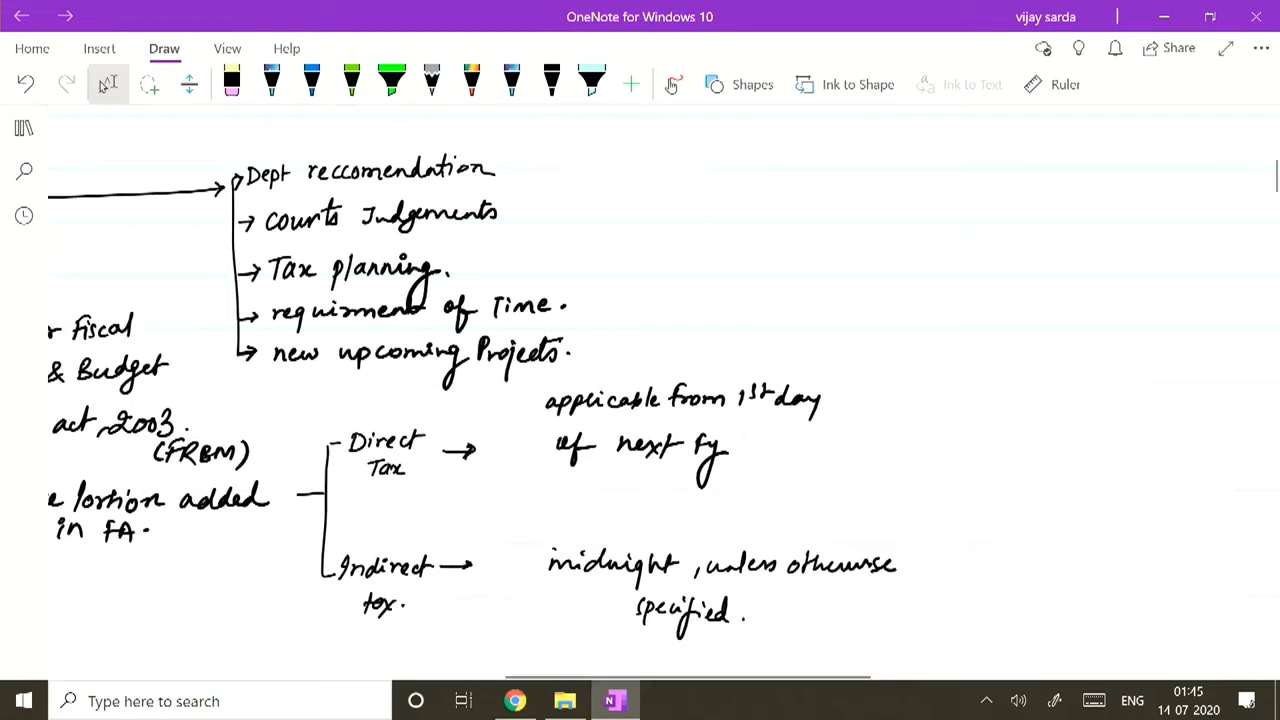 OneNote for Windows 10
vijay sarda
Home Insert Draw View Help
Share
Shapes
Ink to Shape
Ink to Text
Ruler
Dept reccomendation
→ courts Judgements
→ Tax planning.
→ requirment of Time.
→ new upcoming Projects.
r Fiscal
& Budget
act, 2003.
(FRBM)
applicable from 1st day
Direct → of next fy
Tax
e Portion added
in FA.
Indirect → midnight, unless otherwise
tax. specified.
Type here to search
ENG
01:45
14-07-2020